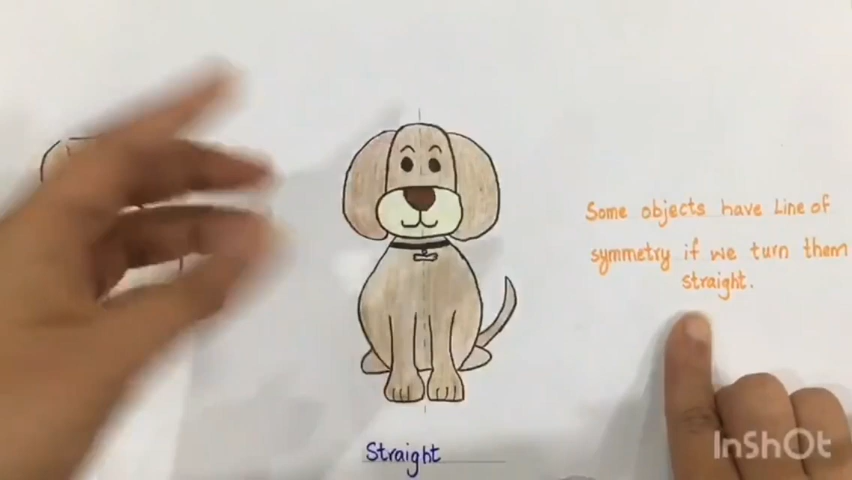 Some objects have Line of
symmetry if we turn them
straight.
Straight
InShOt